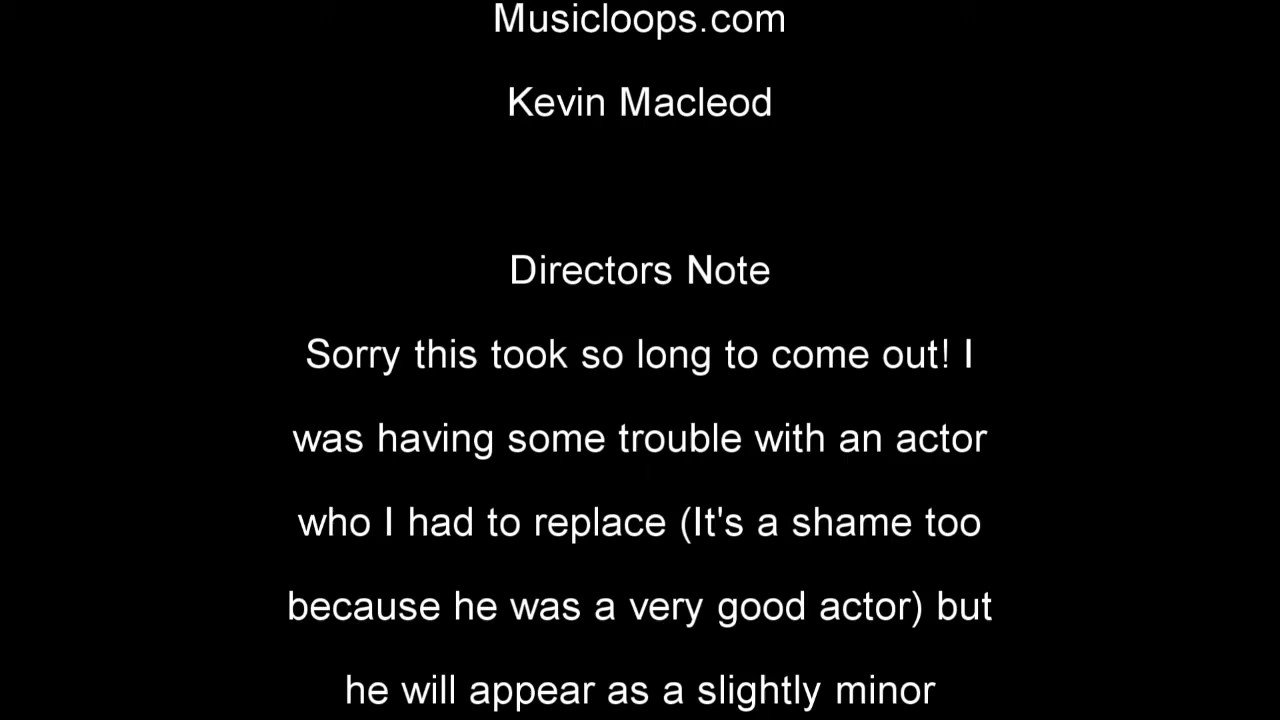 Musicloops.com
Kevin Macleod
Directors Note
Sorry this took so long to come out! I
was having some trouble with an actor
who I had to replace (It's a shame too
because he was a very good actor) but
he will appear as a slightly minor